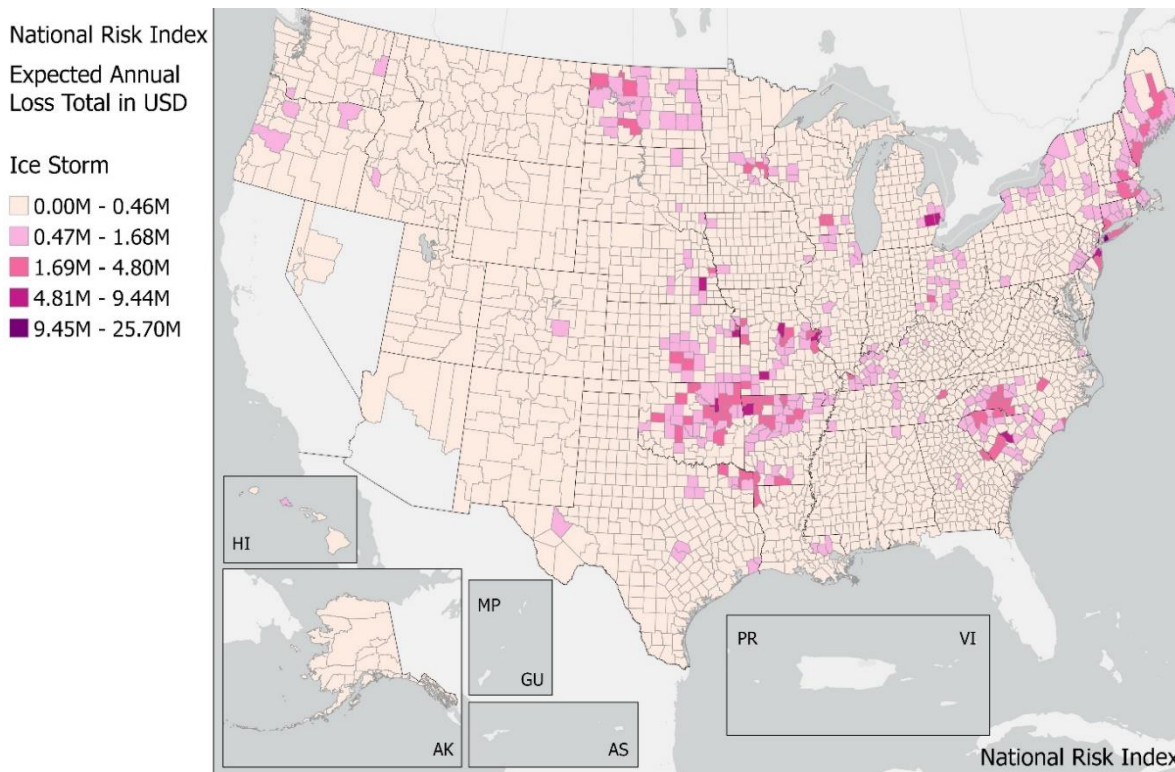 National Risk Index
Expected Annual
Loss Total in USD
Ice Storm
0.00M - 0.46M
0.47M - 1.68M
1.69M - 4.80M
4.81M - 9.44M
9.45M - 25.70M
HI
AK
MP
GU
AS
PR
VI
National Risk Index